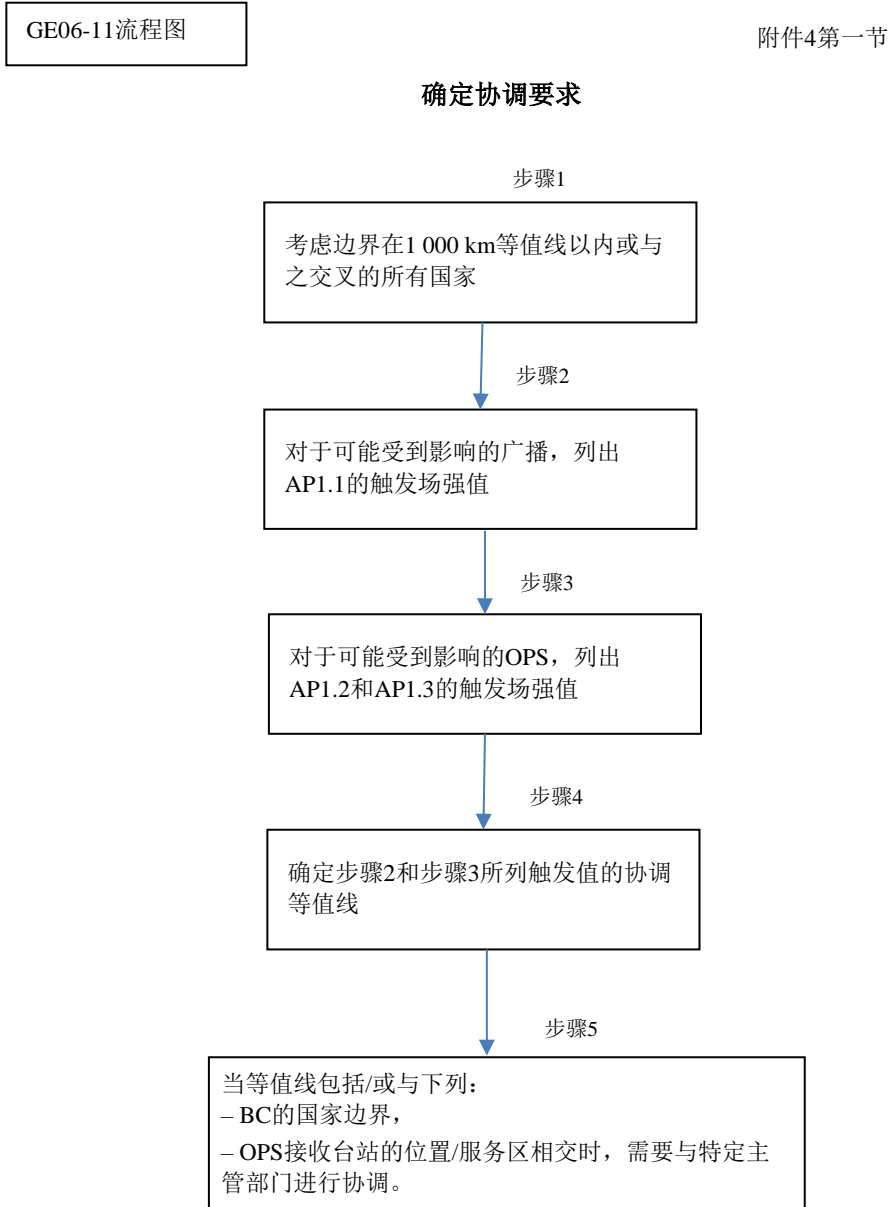 GE06-11流程图
附件4第一节
确定协调要求
步骤1
考虑边界在1 000 km等值线以内或与
之交叉的所有国家
步骤2
对于可能受到影响的广播，列出
AP1.1的触发场强值
步骤3
对于可能受到影响的OPS，列出
AP1.2和AP1.3的触发场强值
步骤4
确定步骤2和步骤3所列触发值的协调
等值线
步骤5
当等值线包括/或与下列：
– BC的国家边界，
– OPS接收台站的位置/服务区相交时，需要与特定主
管部门进行协调。